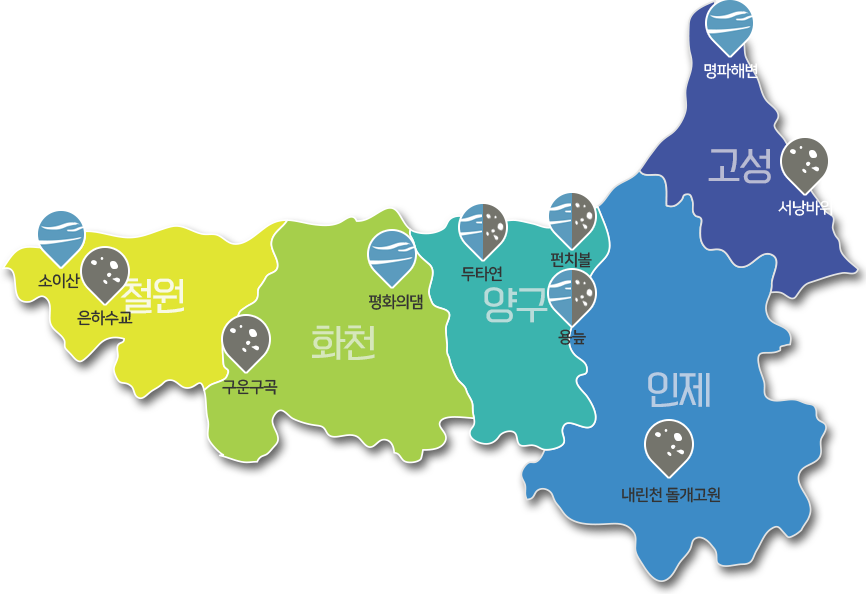 명파해변
고성
서낭바위
소이산
은하수교
철원
구운구곡
화천
평화의댐
두타연
펀치볼
양구
용늪
인제
내린천 돌개고원